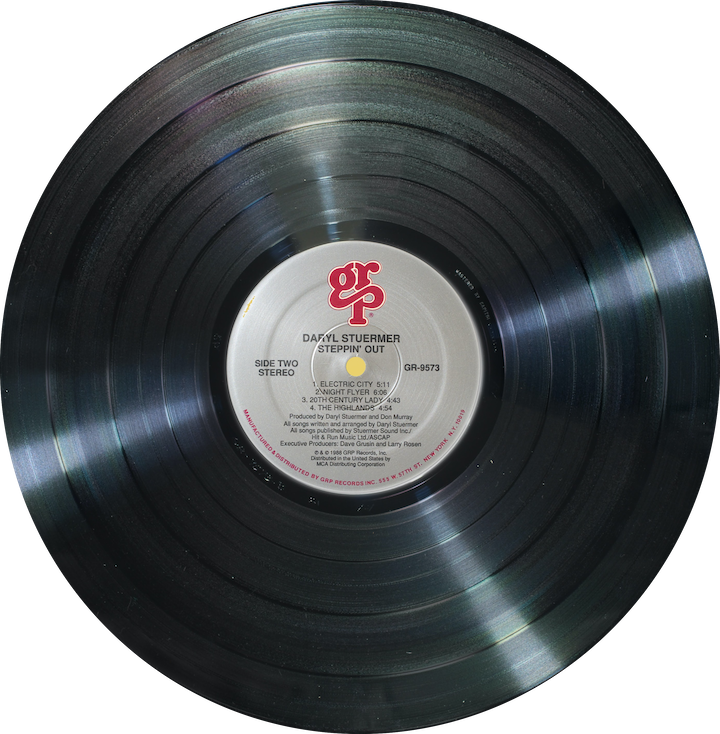 grp
®
DARYL STUERMER
STEPPIN' OUT
SIDE TWO
STEREO
GR-9573
1. ELECTRIC CITY 5:11
2. NIGHT FLYER 6:06
3. 20TH CENTURY LADY 4:43
4. THE HIGHLANDS 4:54
Produced by Daryl Stuermer and Don Murray
All songs written and arranged by Daryl Stuermer
All songs published by Stuermer Sound Inc./
Hit & Run Music Ltd./ASCAP
Executive Producers: Dave Grusin and Larry Rosen
℗ & © 1988 GRP Records, Inc.
Distributed in the United States by
MCA Distributing Corporation
MANUFACTURED & DISTRIBUTED BY GRP RECORDS INC. 555 W. 57TH ST. NEW YORK, N.Y. 10019
MASTERED BY